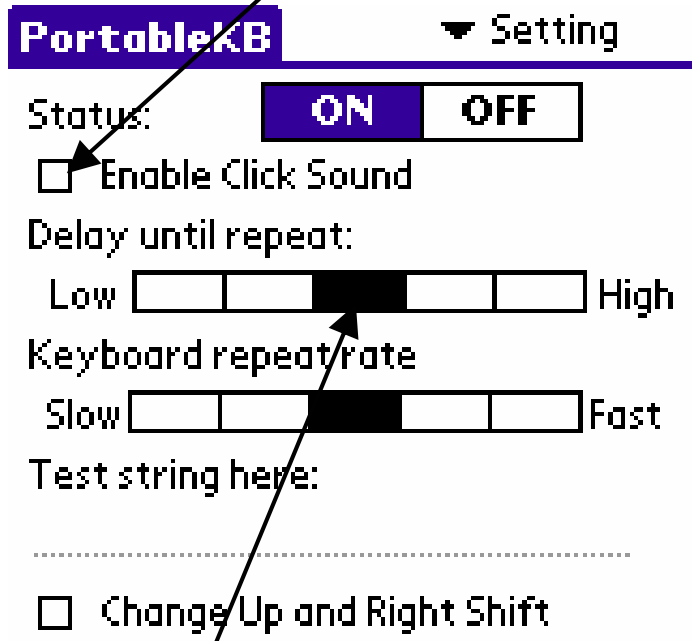 PortableKB Setting
Status: ON OFF
Enable Click Sound
Delay until repeat:
Low High
Keyboard repeat rate
Slow Fast
Test string here:
Change Up and Right Shift